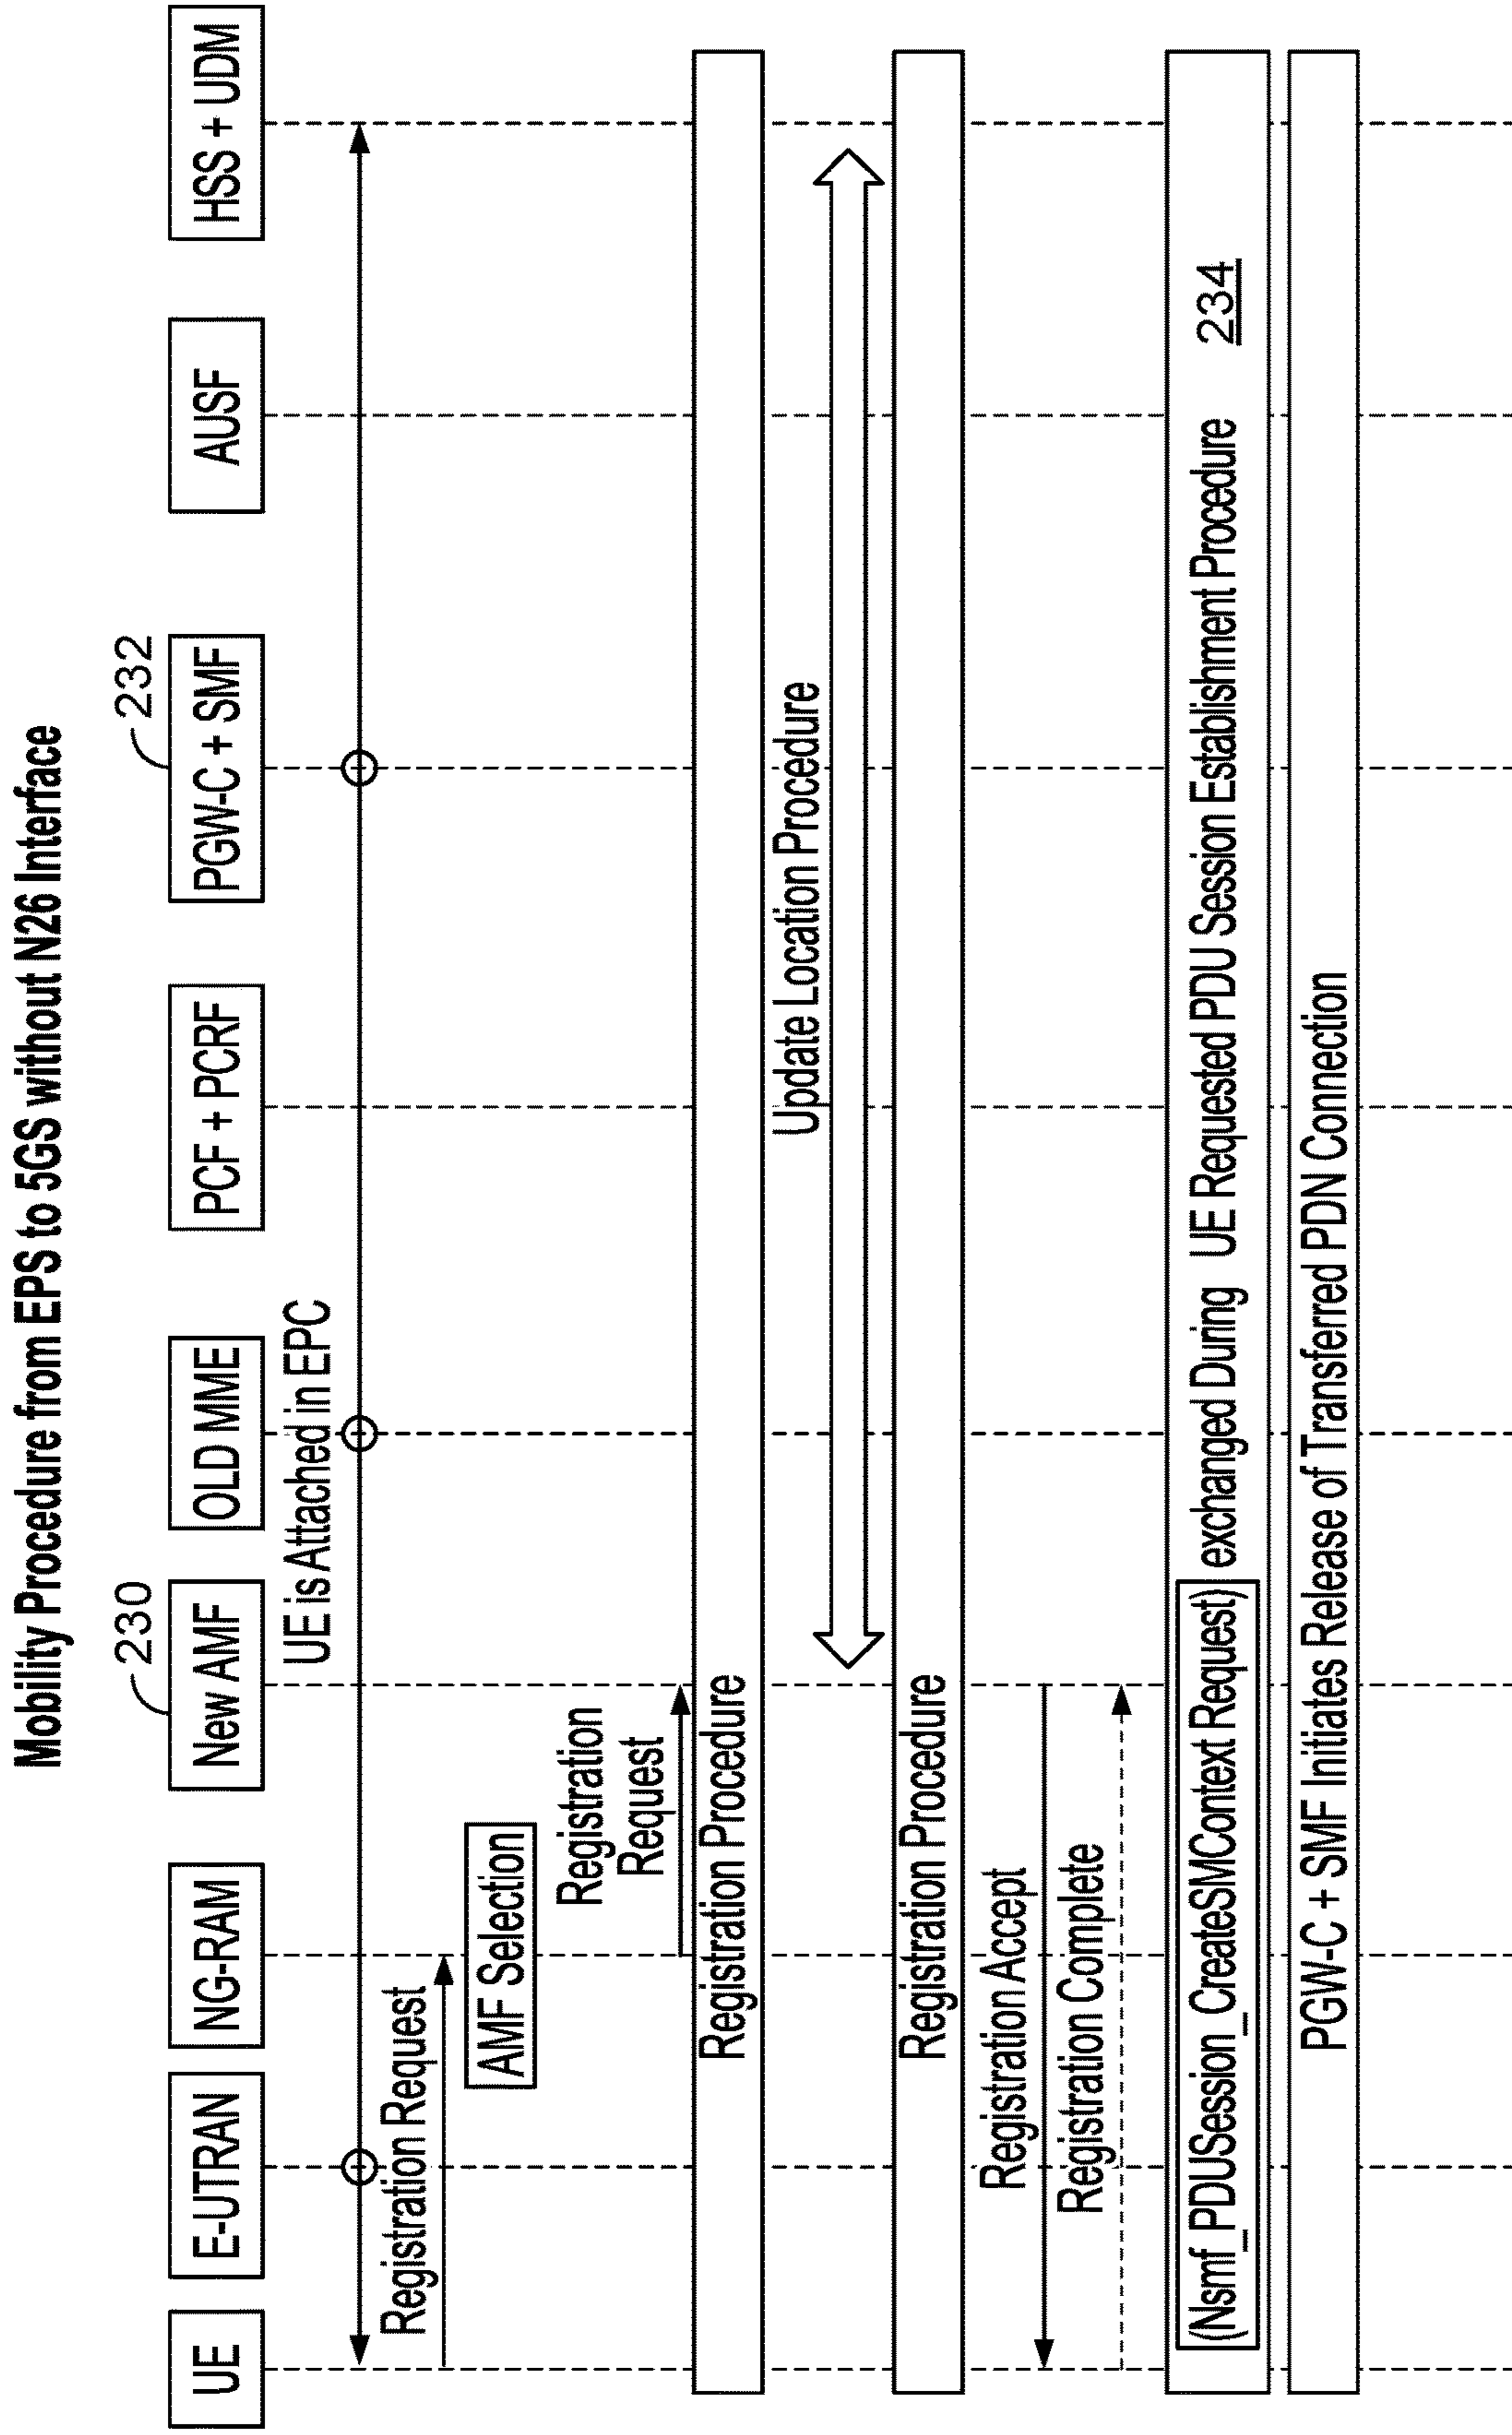 Mobility Procedure from EPS to 5GS without N26 Interface
230
232
UE
E-UTRAN
NG-RAM
New AMF
OLD MME
PCF + PCRF
PGW-C + SMF
AUSF
HSS + UDM
UE is Attached in EPC
Registration Request
AMF Selection
Registration
Request
Registration Procedure
Update Location Procedure
Registration Procedure
Registration Accept
Registration Complete
(Nsmf_PDUSession_CreateSMContext Request) exchanged During UE Requested PDU Session Establishment Procedure 234
PGW-C + SMF Initiates Release of Transferred PDN Connection